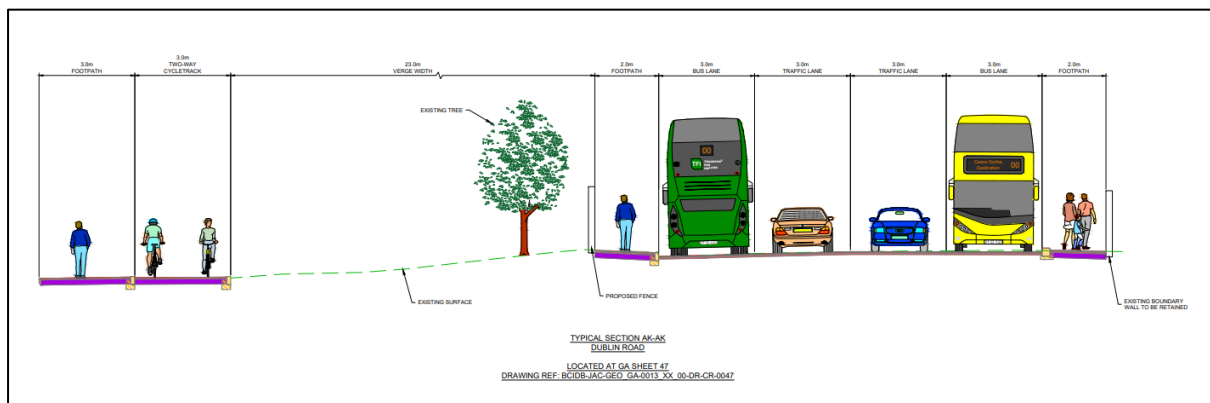 3.0m
FOOTPATH
3.0m
TWO-WAY
CYCLETRACK
23.0m
VERGE WIDTH
2.0m
FOOTPATH
3.0m
BUS LANE
3.0m
TRAFFIC LANE
3.0m
TRAFFIC LANE
3.0m
BUS LANE
2.0m
FOOTPATH
EXISTING TREE
00
TFI
00
EXISTING SURFACE
PROPOSED FENCE
EXISTING BOUNDARY
WALL TO BE RETAINED
TYPICAL SECTION AK-AK
DUBLIN ROAD
LOCATED AT GA SHEET 47
DRAWING REF: BCIDB-JAC-GEO_GA-0013_XX_00-DR-CR-0047